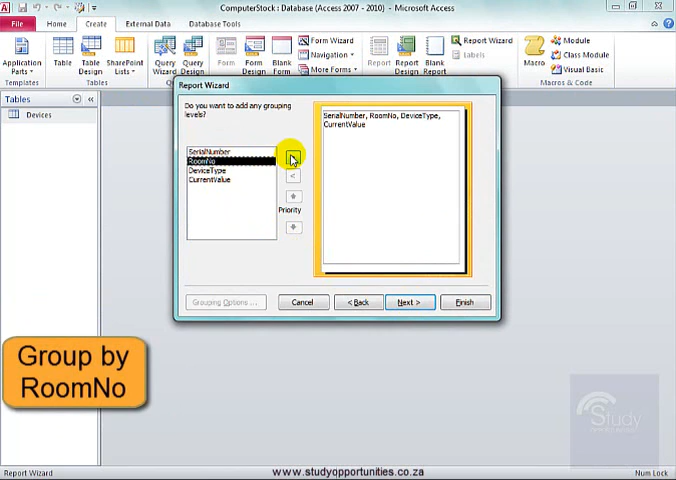 ComputerStock : Database (Access 2007 - 2010) - Microsoft Access
File Home Create External Data Database Tools
Application Parts
Table
Table Design
SharePoint Lists
Query Wizard
Query Design
Form
Form Design
Blank Form
Form Wizard
Navigation
More Forms
Report
Report Design
Blank Report
Report Wizard
Labels
Macro
Module
Class Module
Visual Basic
Templates
Tables
Macros & Code
Tables
Devices
Report Wizard
Do you want to add any grouping
levels?
SerialNumber
RoomNo
DeviceType
CurrentValue
>
<
Priority
SerialNumber, RoomNo, DeviceType,
CurrentValue
Grouping Options ...
Cancel
< Back
Next >
Finish
Group by
RoomNo
Study
www.studyopportunities.co.za
Report Wizard
Num Lock